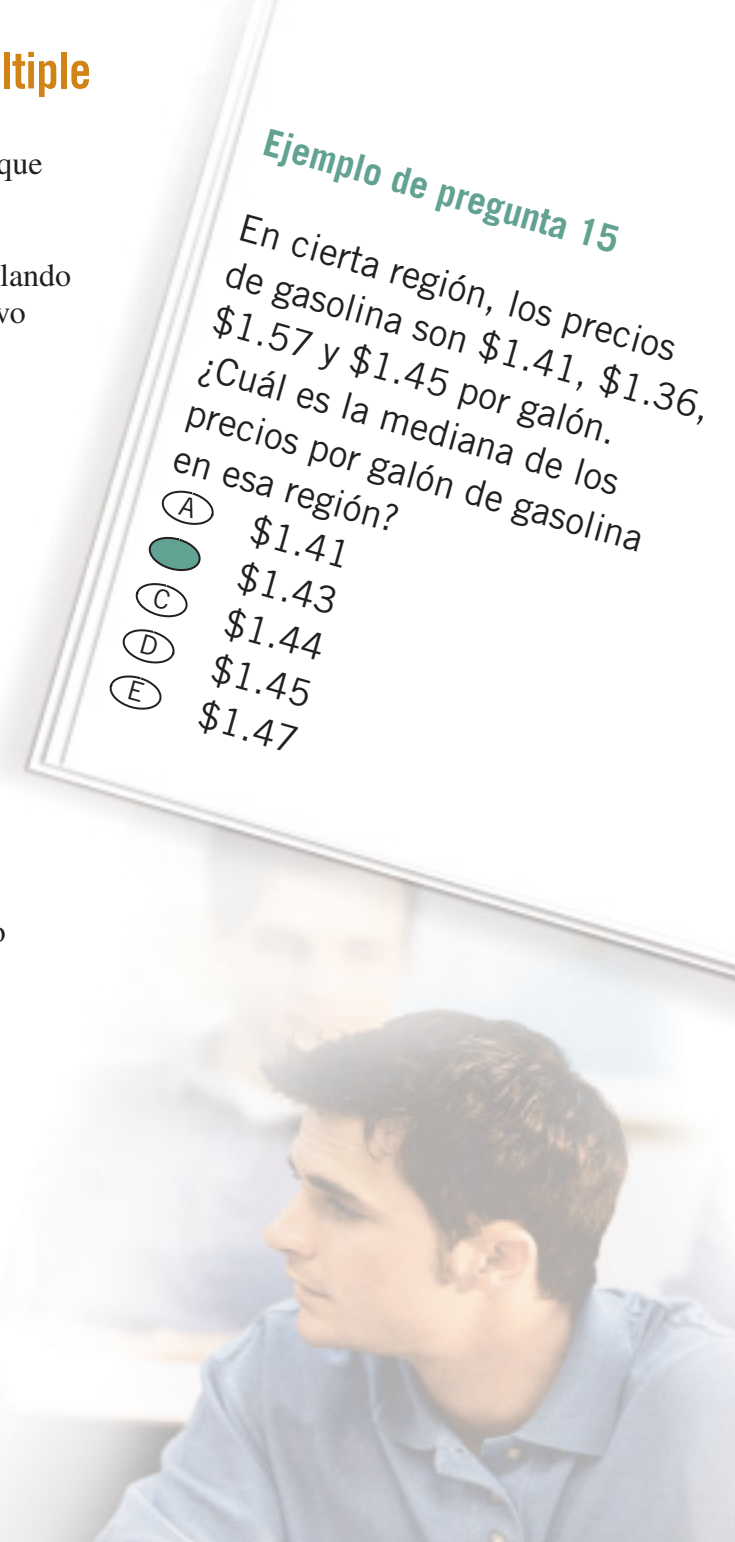 ltiple
que
lando
vo
o
Ejemplo de pregunta 15
En cierta región, los precios
de gasolina son $1.41, $1.36,
$1.57 y $1.45 por galón.
¿Cuál es la mediana de los
precios por galón de gasolina
en esa región?
A $1.41
$1.43
C $1.44
D $1.45
E $1.47